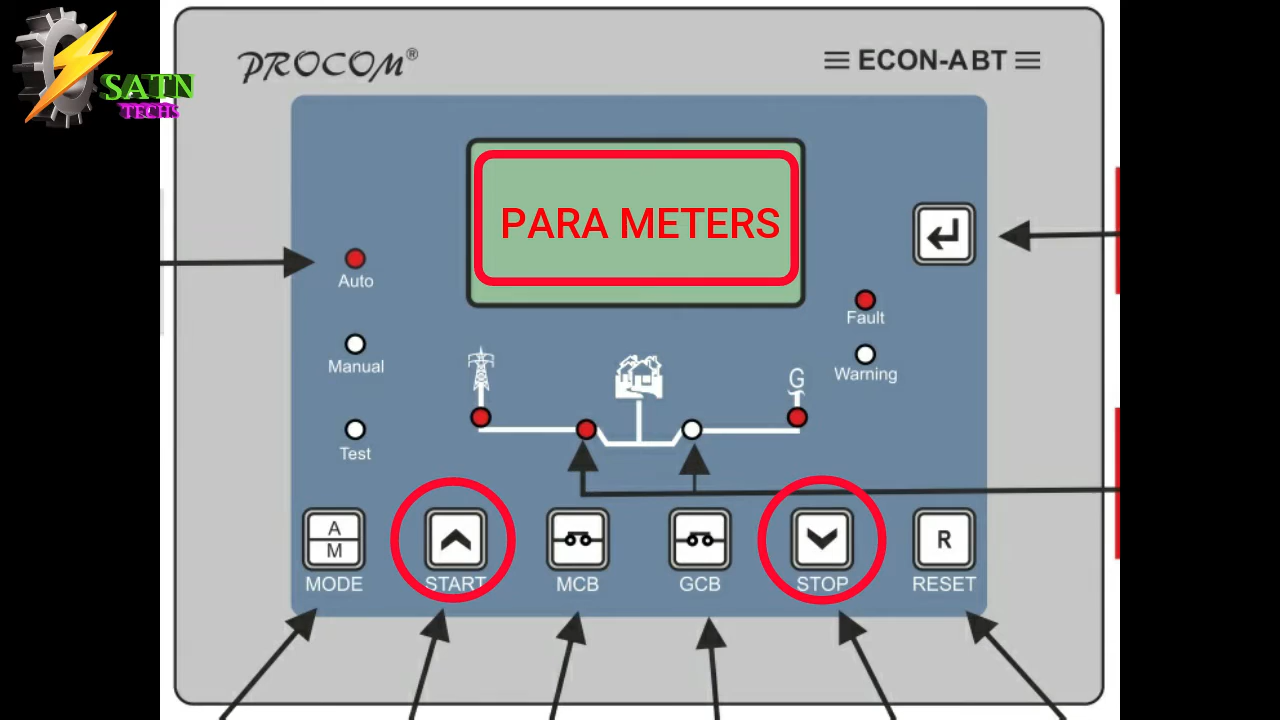 PROCOM®
ECON-ABT
SATN
TECHS
PARA METERS
Auto
Fault
Manual
Warning
G
Test
A
M
R
MODE
START
MCB
GCB
STOP
RESET